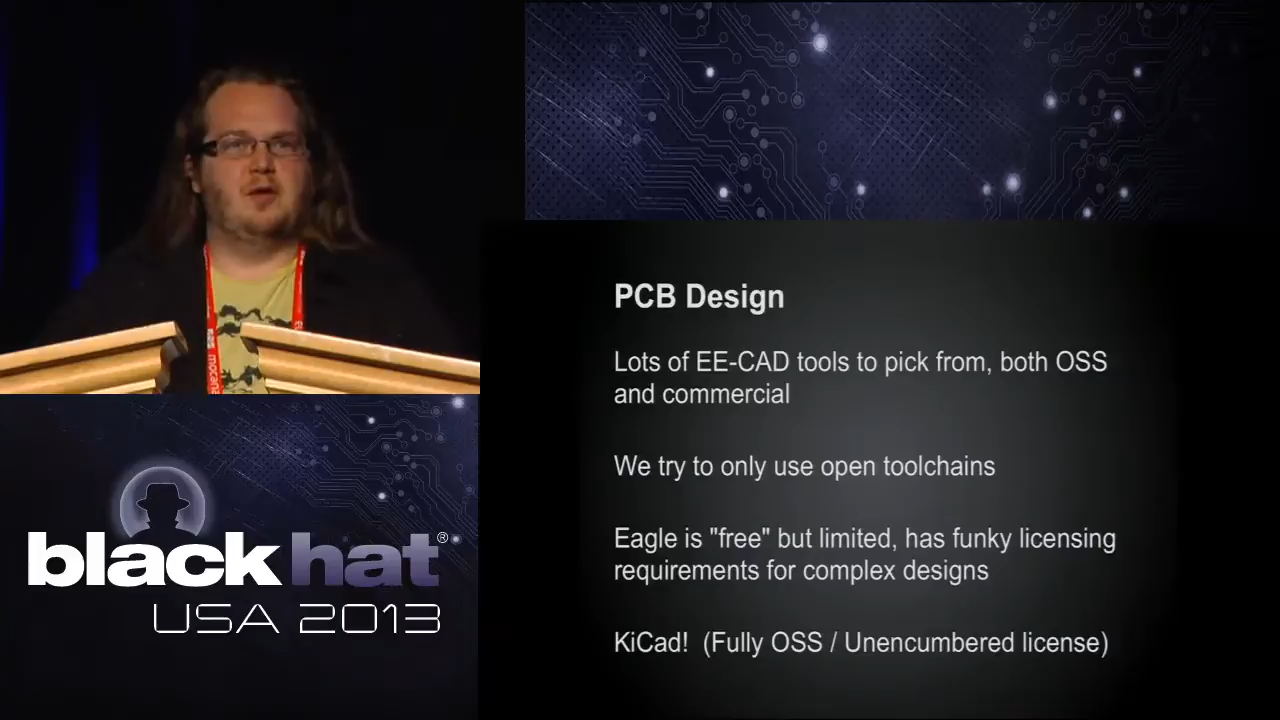 PCB Design
Lots of EE-CAD tools to pick from, both OSS
and commercial
We try to only use open toolchains
Eagle is "free" but limited, has funky licensing
requirements for complex designs
KiCad!  (Fully OSS / Unencumbered license)
mocana
black hat®
USA 2013